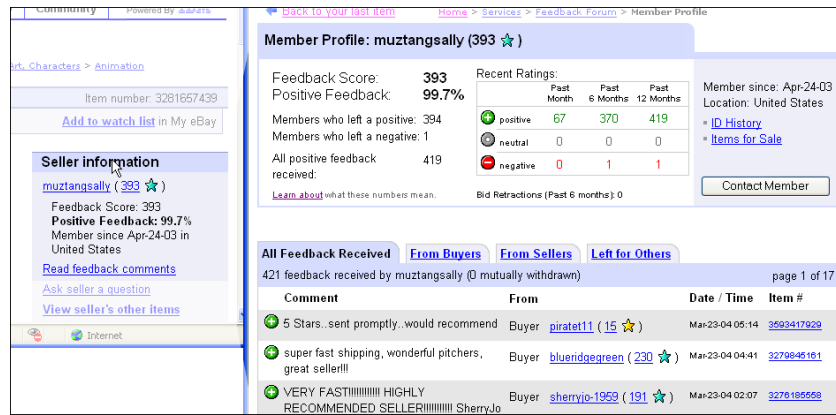 Community
Powered By
Art, Characters > Animation
Item number: 3281657439
Add to watch list in My eBay
Seller information
muztangsally ( 393 )
Feedback Score: 393
Positive Feedback: 99.7%
Member since Apr-24-03 in
United States
Read feedback comments
Ask seller a question
View seller's other items
Internet
Back to your last item
Home > Services > Feedback Forum > Member Profile
Member Profile: muztangsally (393 )
Feedback Score: 393
Positive Feedback: 99.7%
Members who left a positive: 394
Members who left a negative: 1
All positive feedback received: 419
Learn about what these numbers mean.
Recent Ratings:
Past Month Past 6 Months Past 12 Months
positive 67 370 419
neutral 0 0 0
negative 0 1 1
Bid Retractions (Past 6 months): 0
Member since: Apr-24-03
Location: United States
ID History
Items for Sale
Contact Member
All Feedback Received From Buyers From Sellers Left for Others
421 feedback received by muztangsally (0 mutually withdrawn) page 1 of 17
Comment From Date / Time Item #
5 Stars..sent promptly..would recommend Buyer piratet11 ( 15 ) Mar-23-04 05:14 3593417929
super fast shipping, wonderful pitchers, great seller!!! Buyer blueridgegreen ( 230 ) Mar-23-04 04:41 3279845161
VERY FAST!!!!!!!!!!! HIGHLY RECOMMENDED SELLER!!!!!!!!!!! SherryJo Buyer sherryjo-1959 ( 191 ) Mar-23-04 02:07 3276185558